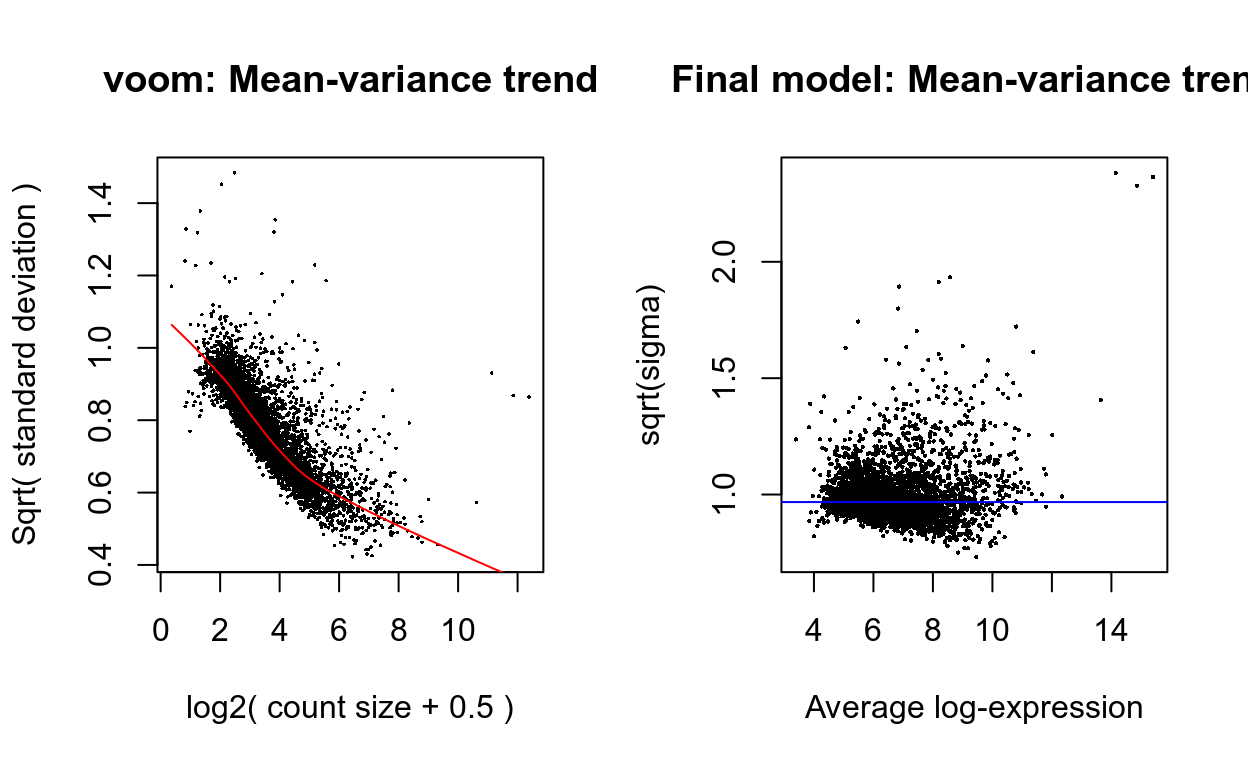 voom: Mean-variance trend
Sqrt( standard deviation )
1.4
1.2
1.0
0.8
0.6
0.4
0 2 4 6 8 10
log2( count size + 0.5 )
Final model: Mean-variance tren
sqrt(sigma)
2.0
1.5
1.0
4 6 8 10 14
Average log-expression